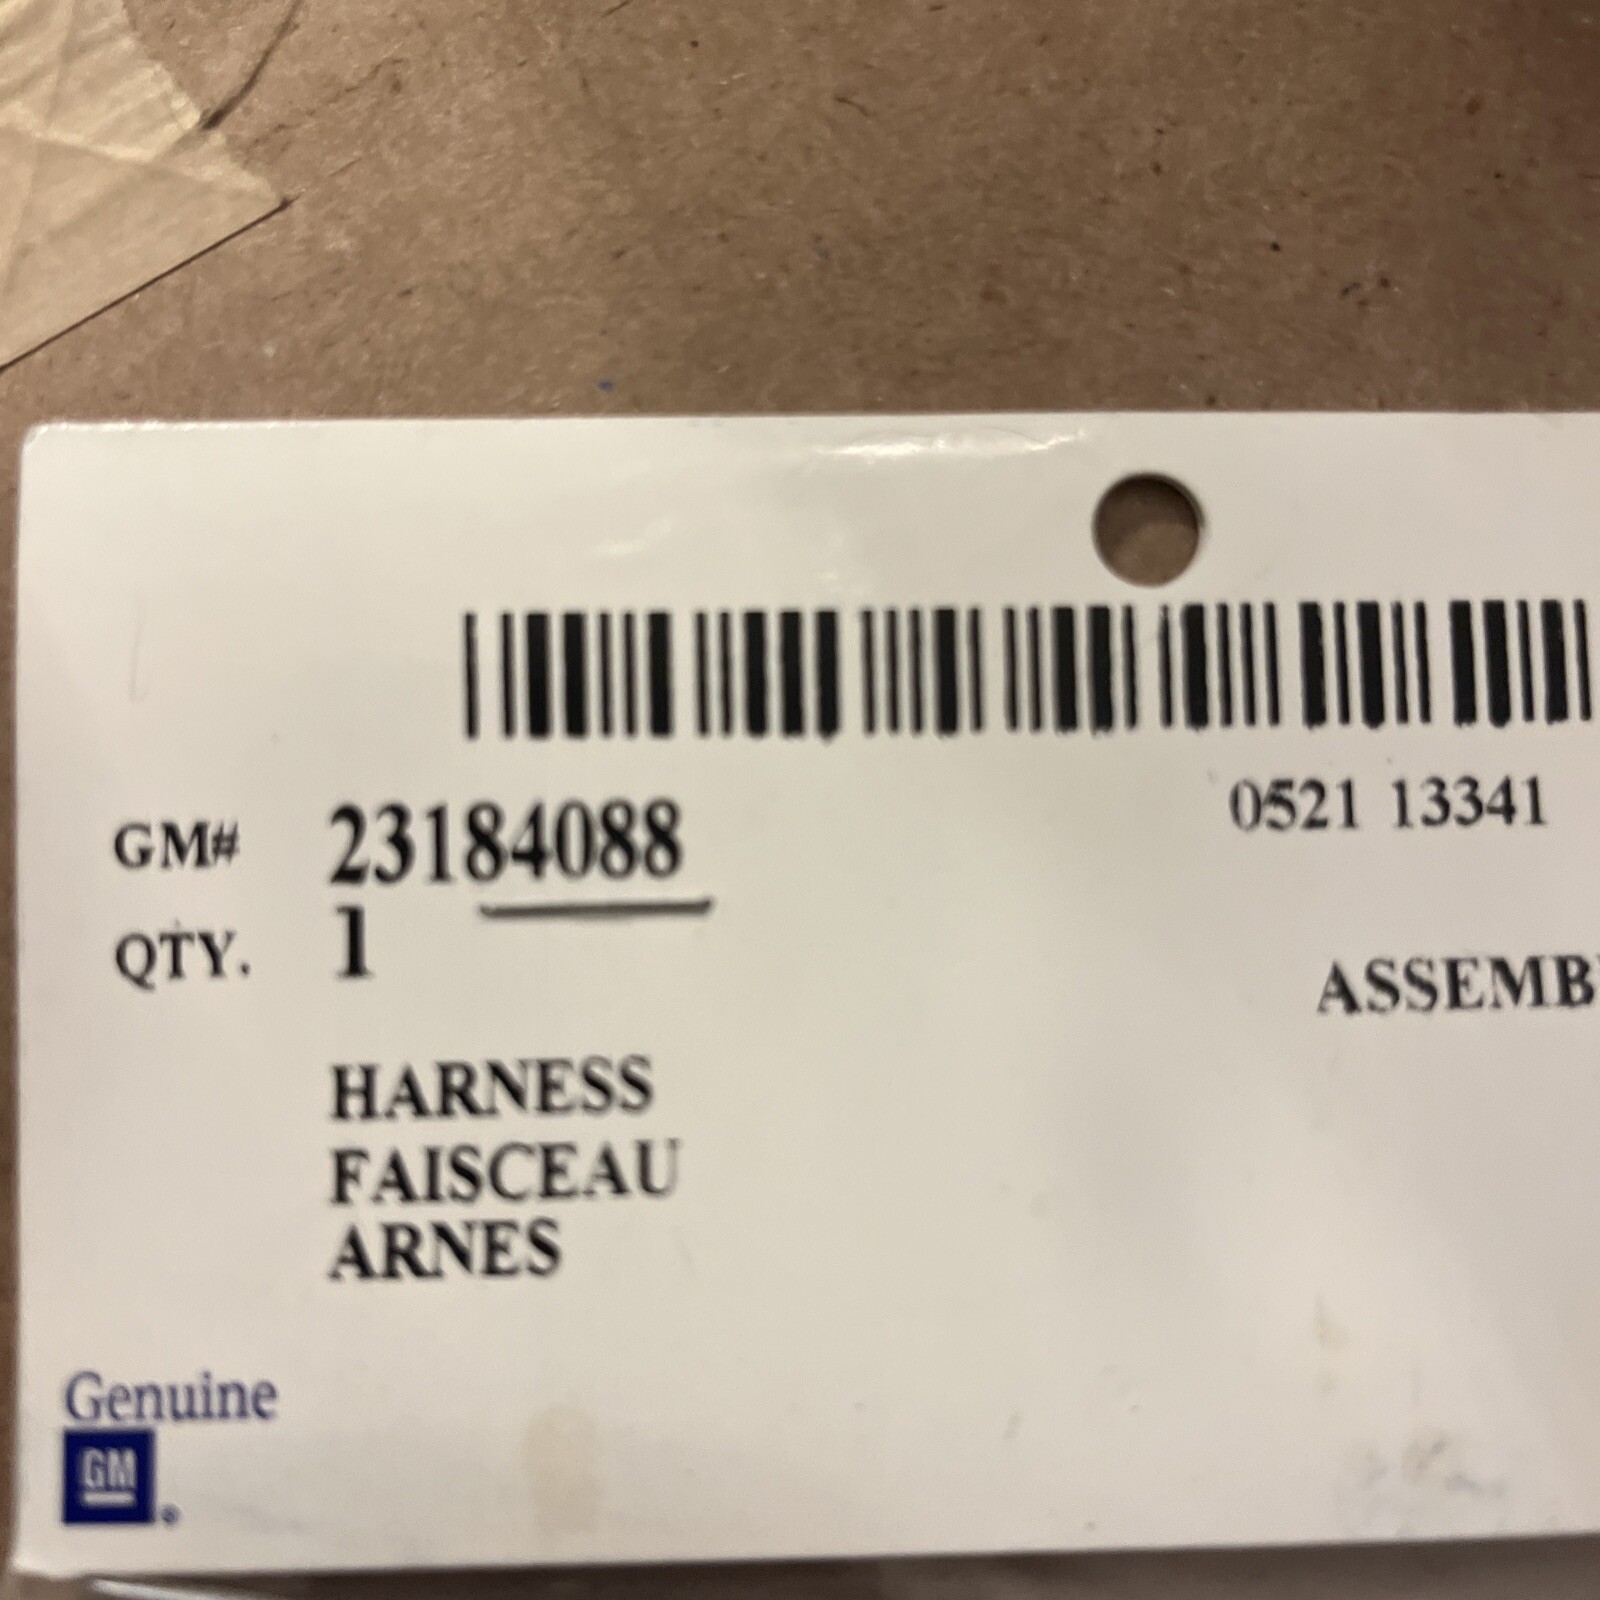 0521 13341
GM# 23184088
QTY. 1
ASSEMB
HARNESS
FAISCEAU
ARNES
Genuine
GM